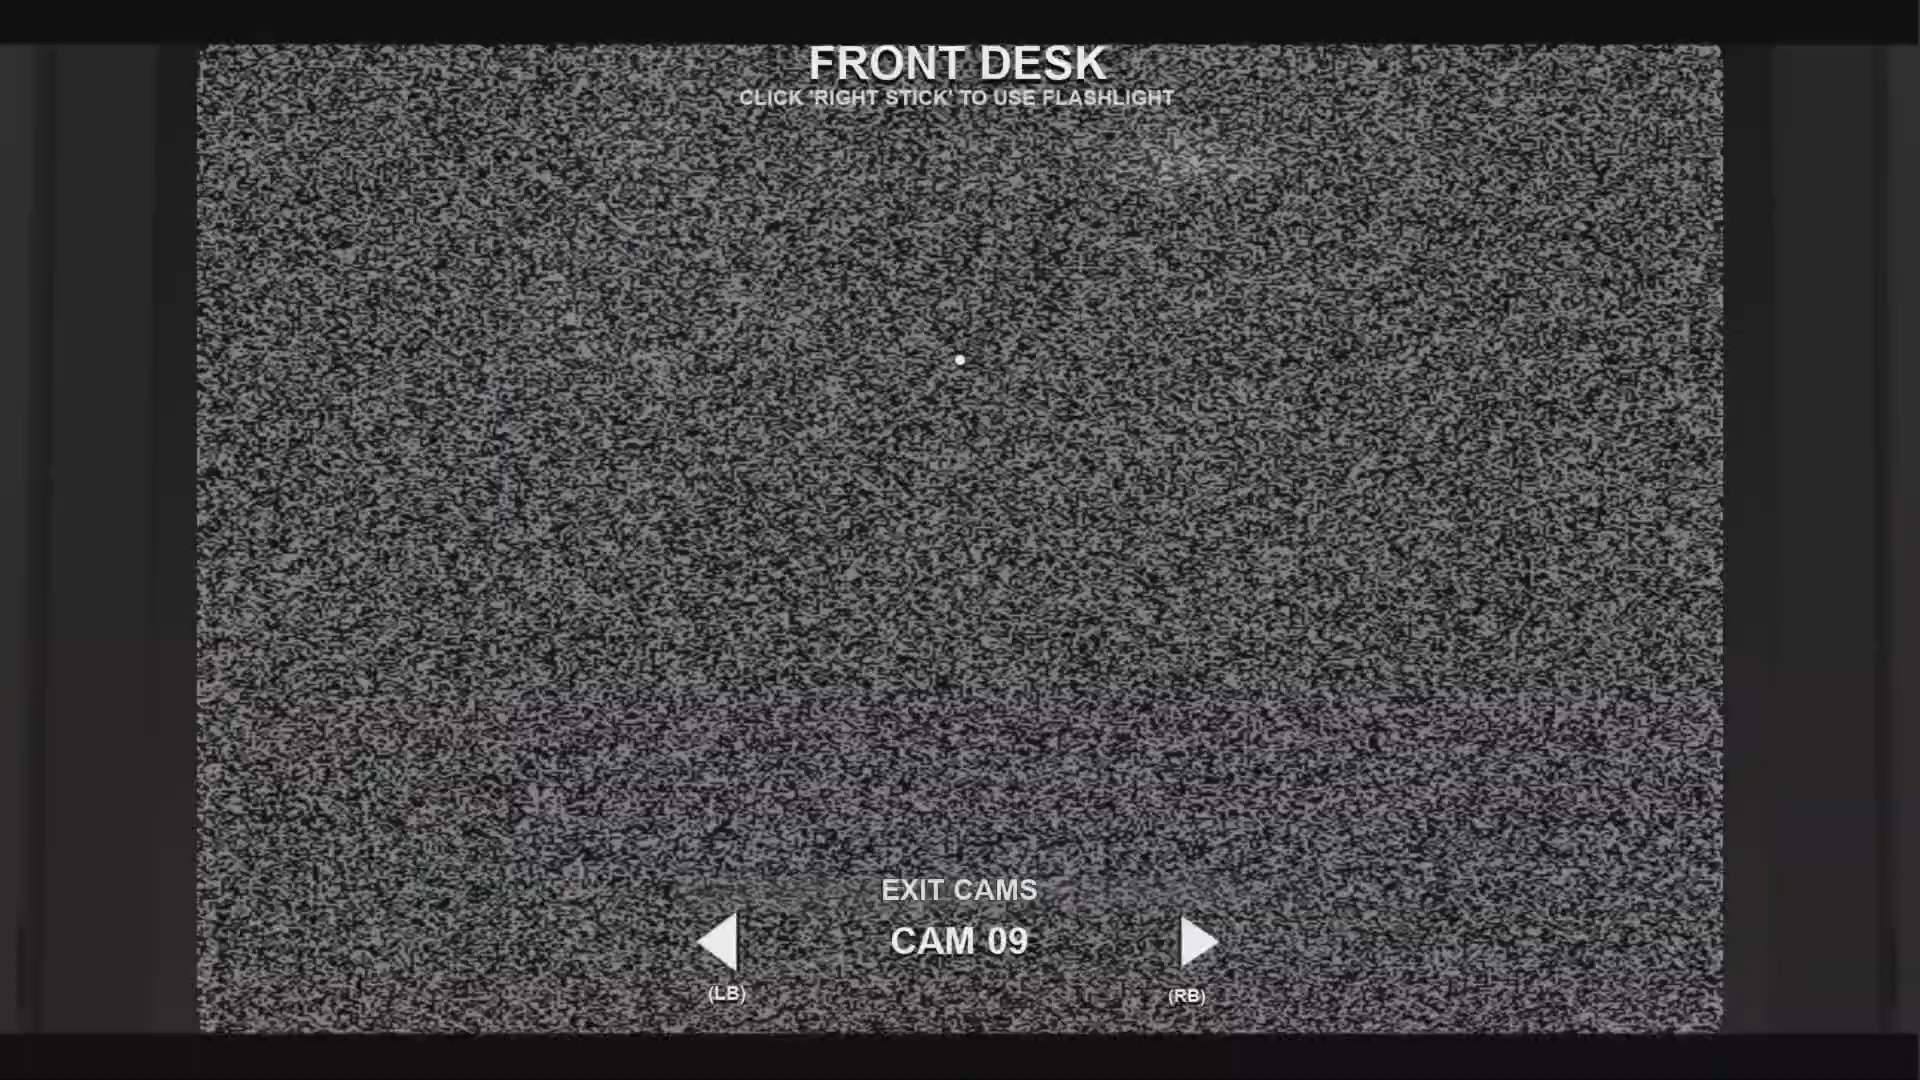 FRONT DESK
CLICK 'RIGHT STICK' TO USE FLASHLIGHT
EXIT CAMS
CAM 09
(LB)
(RB)